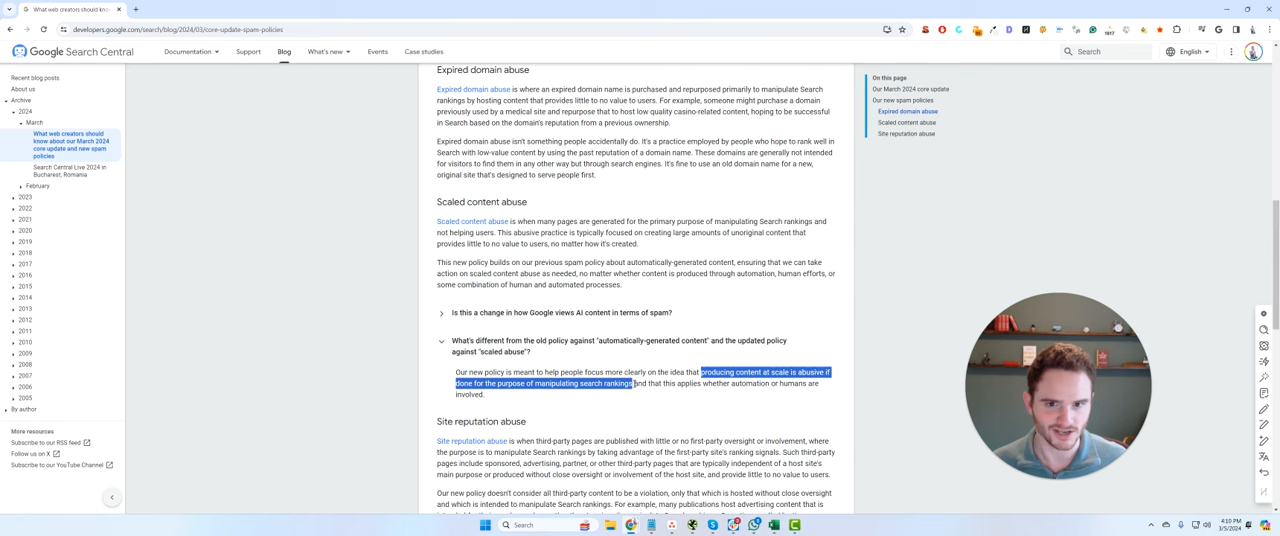 What web creators should know
developers.google.com/search/blog/2024/03/core-update-spam-policies
Google Search Central
Documentation
Support
Blog
What's new
Events
Case studies
Search
English
Recent blog posts
About us
Archive
2024
March
What web creators should
know about our March 2024
core update and new spam
policies
Search Central Live 2024 in
Bucharest, Romania
February
2023
2022
2021
2020
2019
2018
2017
2016
2015
2014
2013
2012
2011
2010
2009
2008
2007
2006
2005
By author
More resources
Subscribe to our RSS feed
Follow us on X
Subscribe to our YouTube Channel
Expired domain abuse
Expired domain abuse is where an expired domain name is purchased and repurposed primarily to manipulate Search
rankings by hosting content that provides little to no value to users. For example, someone might purchase a domain
previously used by a medical site and repurpose that to host low quality casino-related content, hoping to be successful
in Search based on the domain's reputation from a previous ownership.
Expired domain abuse isn't something people accidentally do. It's a practice employed by people who hope to rank well in
Search with low-value content by using the past reputation of a domain name. These domains are generally not intended
for visitors to find them in any other way but through search engines. It's fine to use an old domain name for a new,
original site that's designed to serve people first.
Scaled content abuse
Scaled content abuse is when many pages are generated for the primary purpose of manipulating Search rankings and
not helping users. This abusive practice is typically focused on creating large amounts of unoriginal content that
provides little to no value to users, no matter how it's created.
This new policy builds on our previous spam policy about automatically-generated content, ensuring that we can take
action on scaled content abuse as needed, no matter whether content is produced through automation, human efforts, or
some combination of human and automated processes.
Is this a change in how Google views AI content in terms of spam?
What's different from the old policy against "automatically-generated content" and the updated policy
against "scaled abuse"?
Our new policy is meant to help people focus more clearly on the idea that producing content at scale is abusive if
done for the purpose of manipulating search rankings and that this applies whether automation or humans are
involved.
Site reputation abuse
Site reputation abuse is when third-party pages are published with little or no first-party oversight or involvement, where
the purpose is to manipulate Search rankings by taking advantage of the first-party site's ranking signals. Such third-party
pages include sponsored, advertising, partner, or other third-party pages that are typically independent of a host site's
main purpose or produced without close oversight or involvement of the host site, and provide little to no value to users.
Our new policy doesn't consider all third-party content to be a violation, only that which is hosted without close oversight
and which is intended to manipulate Search rankings. For example, many publications host advertising content that is
On this page
Our March 2024 core update
Our new spam policies
Expired domain abuse
Scaled content abuse
Site reputation abuse
Search
4:10 PM
3/5/2024